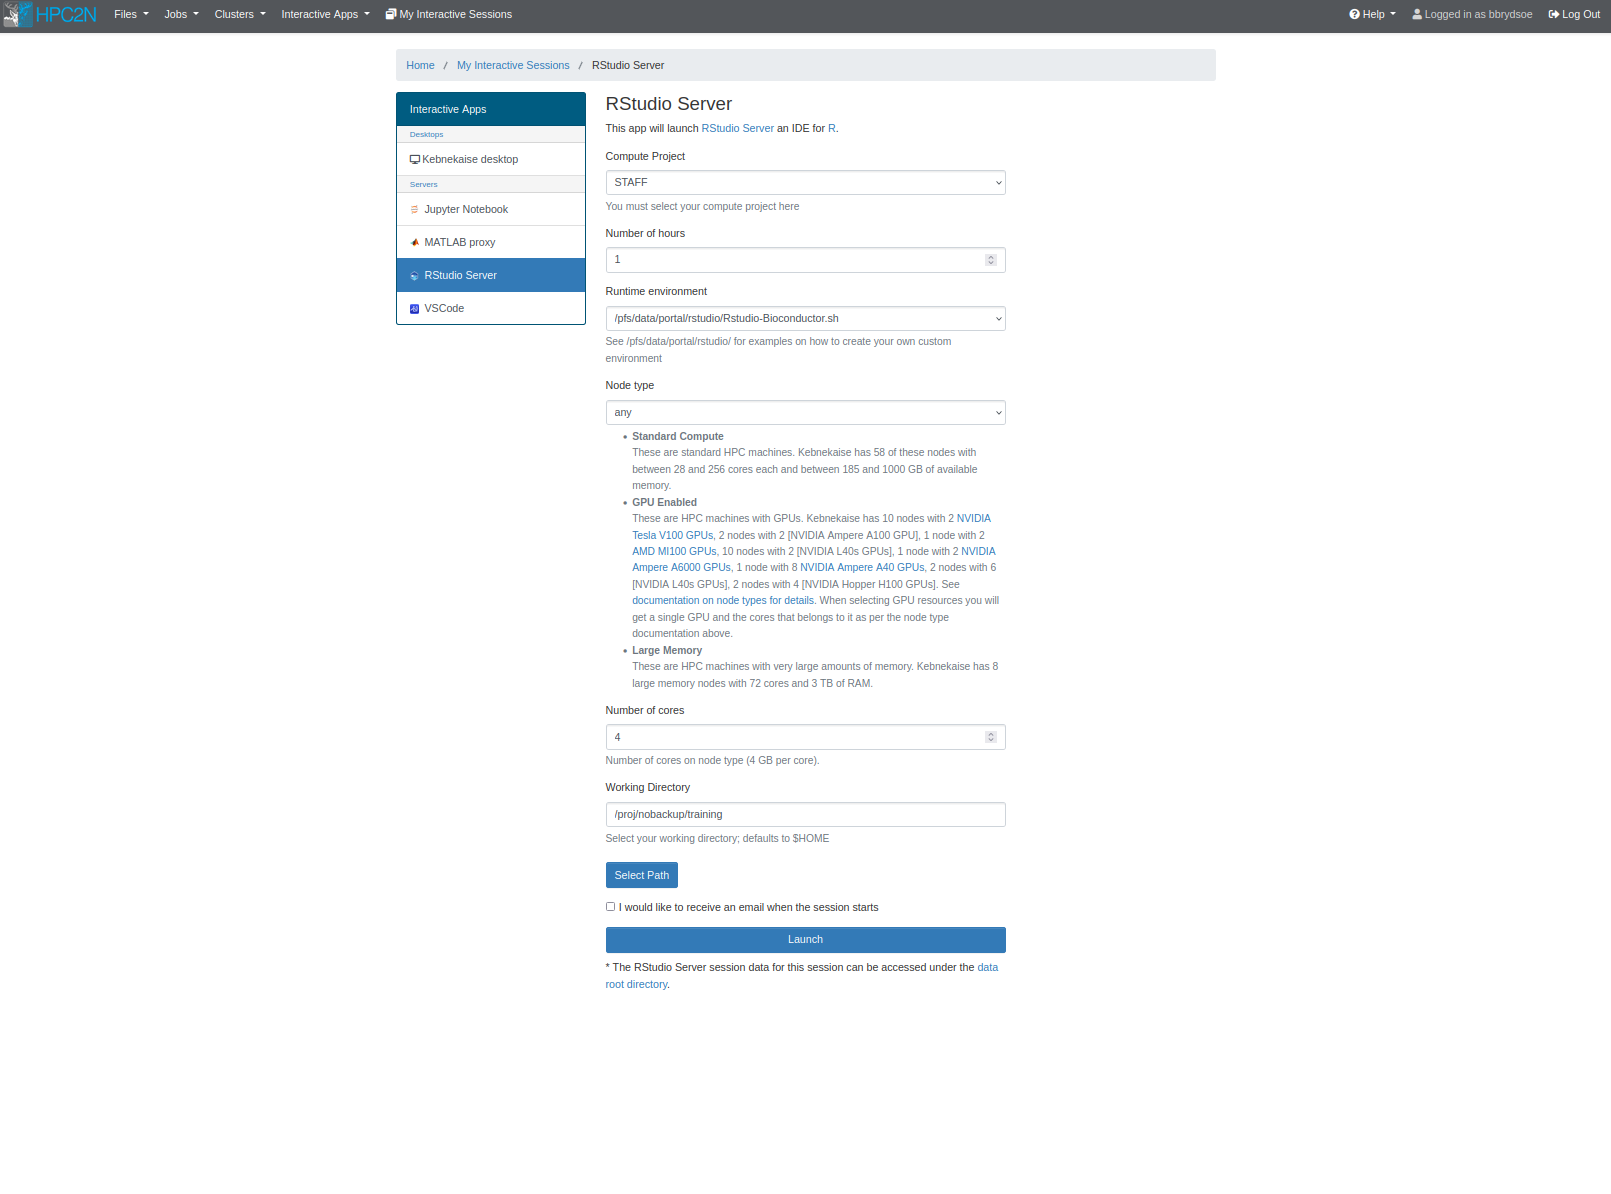 HPC2N Files Jobs Clusters Interactive Apps My Interactive Sessions Help Logged in as bbrydsoe Log Out
Home / My Interactive Sessions / RStudio Server
Interactive Apps
Desktops
Kebnekaise desktop
Servers
Jupyter Notebook
MATLAB proxy
RStudio Server
VSCode
RStudio Server
This app will launch RStudio Server an IDE for R.
Compute Project
STAFF
You must select your compute project here
Number of hours
1
Runtime environment
/pfs/data/portal/rstudio/Rstudio-Bioconductor.sh
See /pfs/data/portal/rstudio/ for examples on how to create your own custom
environment
Node type
any
• Standard Compute
These are standard HPC machines. Kebnekaise has 58 of these nodes with
between 28 and 256 cores each and between 185 and 1000 GB of available
memory.
• GPU Enabled
These are HPC machines with GPUs. Kebnekaise has 10 nodes with 2 NVIDIA
Tesla V100 GPUs, 2 nodes with 2 [NVIDIA Ampere A100 GPU], 1 node with 2
AMD MI100 GPUs, 10 nodes with 2 [NVIDIA L40s GPUs], 1 node with 2 NVIDIA
Ampere A6000 GPUs, 1 node with 8 NVIDIA Ampere A40 GPUs, 2 nodes with 6
[NVIDIA L40s GPUs], 2 nodes with 4 [NVIDIA Hopper H100 GPUs]. See
documentation on node types for details. When selecting GPU resources you will
get a single GPU and the cores that belongs to it as per the node type
documentation above.
• Large Memory
These are HPC machines with very large amounts of memory. Kebnekaise has 8
large memory nodes with 72 cores and 3 TB of RAM.
Number of cores
4
Number of cores on node type (4 GB per core).
Working Directory
/proj/nobackup/training
Select your working directory; defaults to $HOME
Select Path
I would like to receive an email when the session starts
Launch
* The RStudio Server session data for this session can be accessed under the data
root directory.